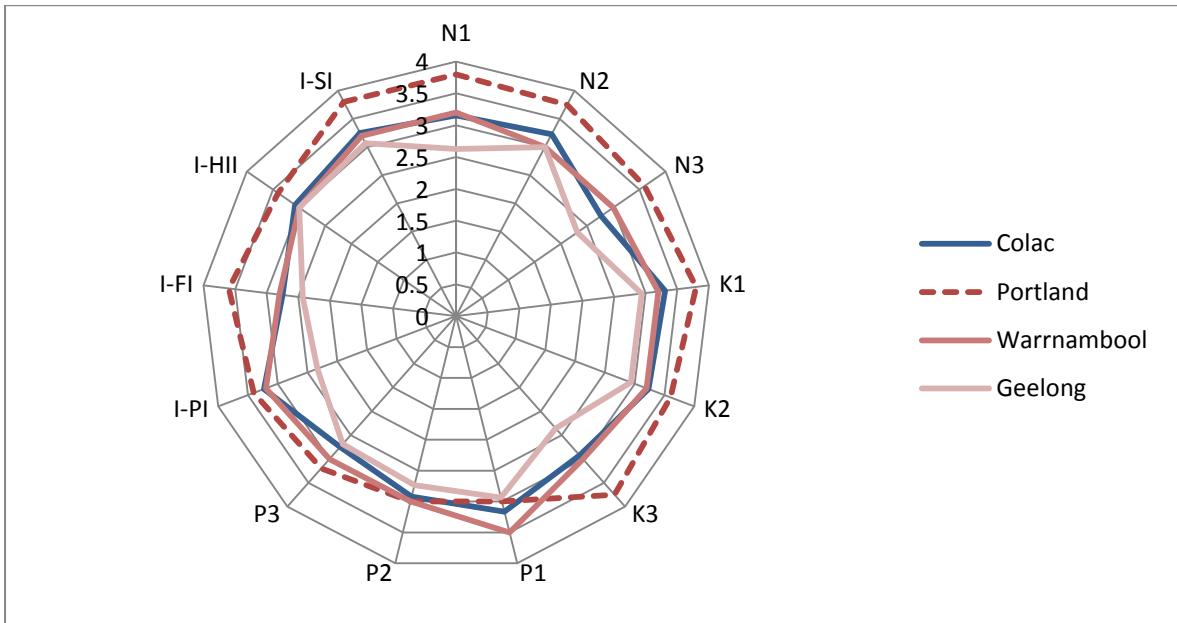 N1
N2
N3
K1
K2
K3
P1
P2
P3
I-PI
I-FI
I-HII
I-SI
4
3.5
3
2.5
2
1.5
1
0.5
0
Colac
Portland
Warrnambool
Geelong